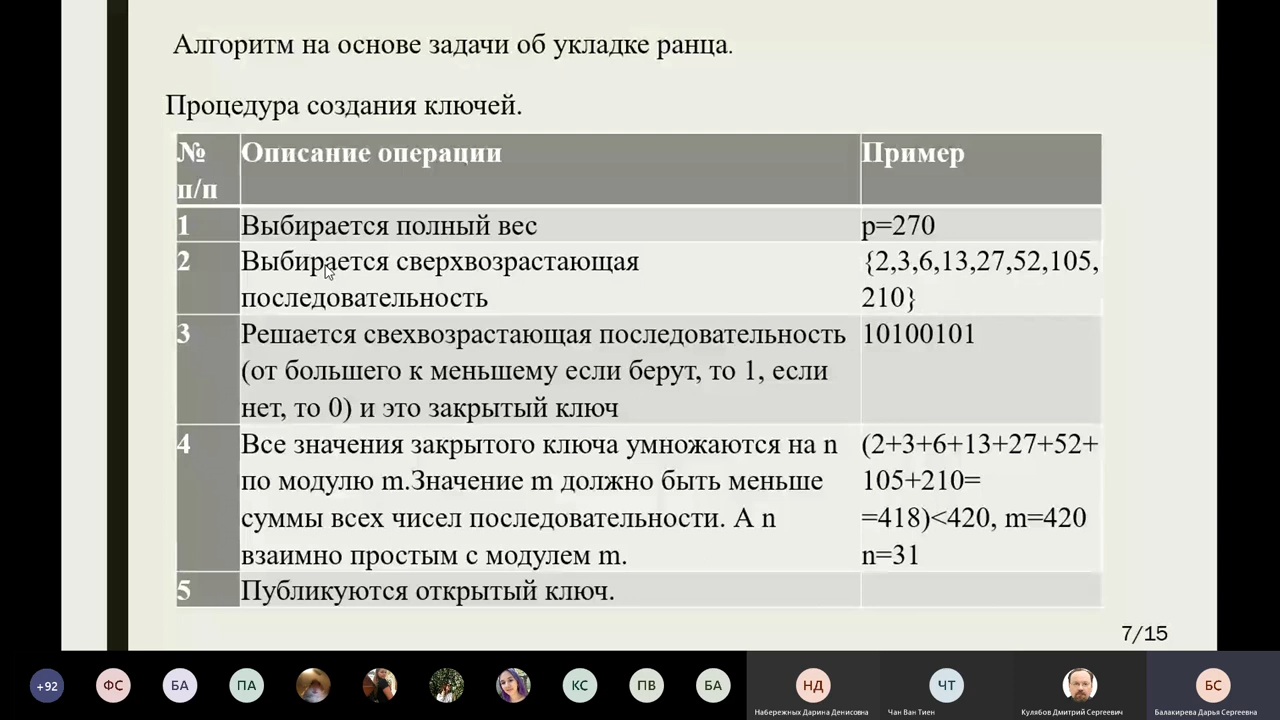 Алгоритм на основе задачи об укладке ранца.
Процедура создания ключей.
№ п/п
Описание операции
Пример
1
Выбирается полный вес
p=270
2
Выбирается сверхвозрастающая
последовательность
{2,3,6,13,27,52,105,
210}
3
Решается свехвозрастающая последовательность
(от большего к меньшему если берут, то 1, если
нет, то 0) и это закрытый ключ
10100101
4
Все значения закрытого ключа умножаются на n
по модулю m.Значение m должно быть меньше
суммы всех чисел последовательности. А n
взаимно простым с модулем m.
(2+3+6+13+27+52+
105+210=
=418)<420, m=420
n=31
5
Публикуются открытый ключ.
7/15
+92
ФС
БА
ПА
КС
ПВ
БА
НД
Набережных Дарина Денисовна
ЧТ
Чан Ван Тиен
Кулябов Дмитрий Сергеевич
БС
Балакирева Дарья Сергеевна